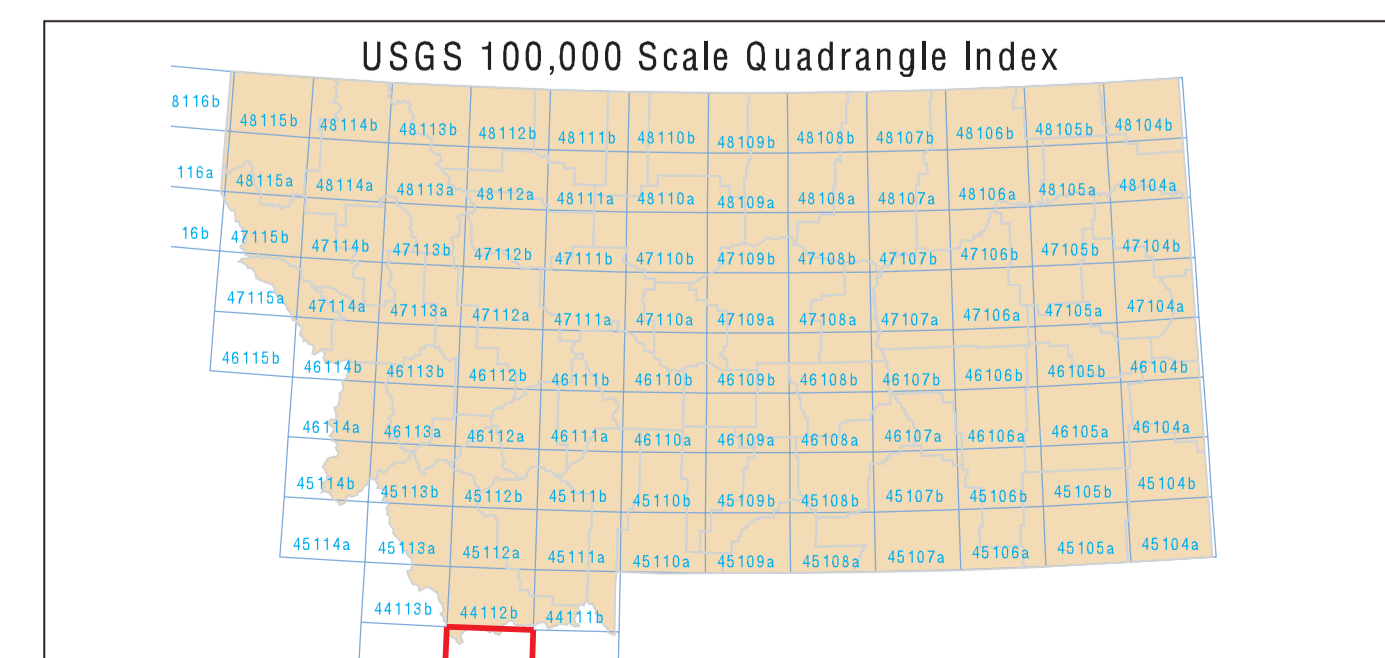 USGS 100,000 Scale Quadrangle Index
8116b 48115b 48114b 48113b 48112b 48111b 48110b 48109b 48108b 48107b 48106b 48105b 48104b
116a 48115a 48114a 48113a 48112a 48111a 48110a 48109a 48108a 48107a 48106a 48105a 48104a
16b 47115b 47114b 47113b 47112b 47111b 47110b 47109b 47108b 47107b 47106b 47105b 47104b
47115a 47114a 47113a 47112a 47111a 47110a 47109a 47108a 47107a 47106a 47105a 47104a
46115b 46114b 46113b 46112b 46111b 46110b 46109b 46108b 46107b 46106b 46105b 46104b
46114a 46113a 46112a 46111a 46110a 46109a 46108a 46107a 46106a 46105a 46104a
45114b 45113b 45112b 45111b 45110b 45109b 45108b 45107b 45106b 45105b 45104b
45114a 45113a 45112a 45111a 45110a 45109a 45108a 45107a 45106a 45105a 45104a
44113b 44112b 44111b